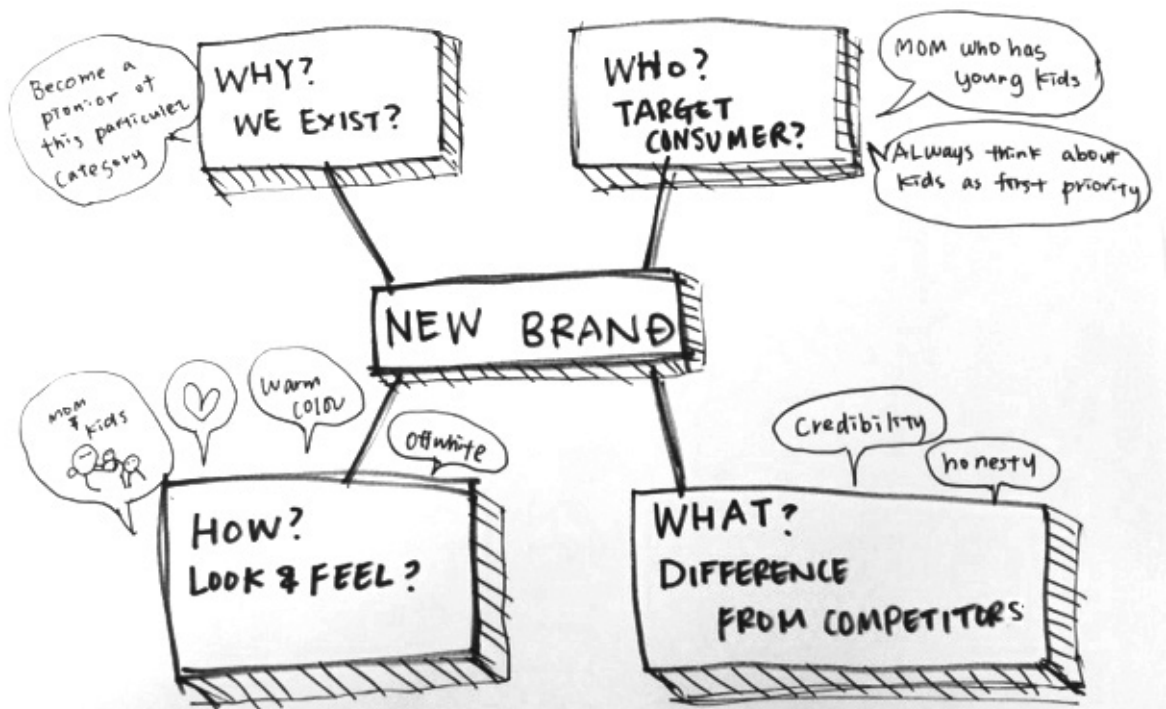 WHY?
WE EXIST?
Become a
pionior of
this particuler
category
WHO?
TARGET
CONSUMER?
MOM who has
young kids
ALways think about
kids as first priority
NEW BRAND
HOW?
LOOK & FEEL?
mom
&
kids
warm
color
Offwhite
WHAT?
DIFFERENCE
FROM COMPETITORS
Credibility
honesty